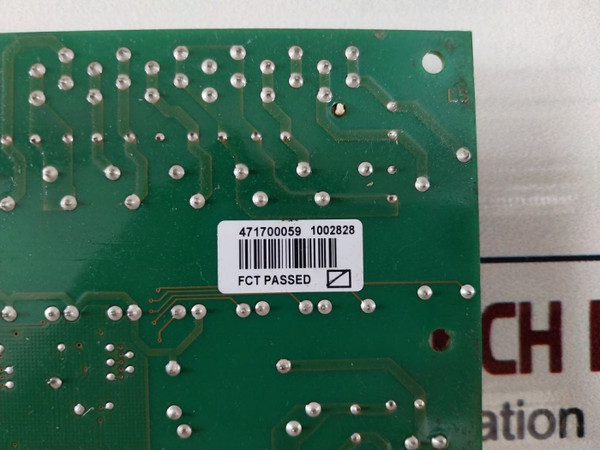 471700059 1002828
FCT PASSED
CH
ation